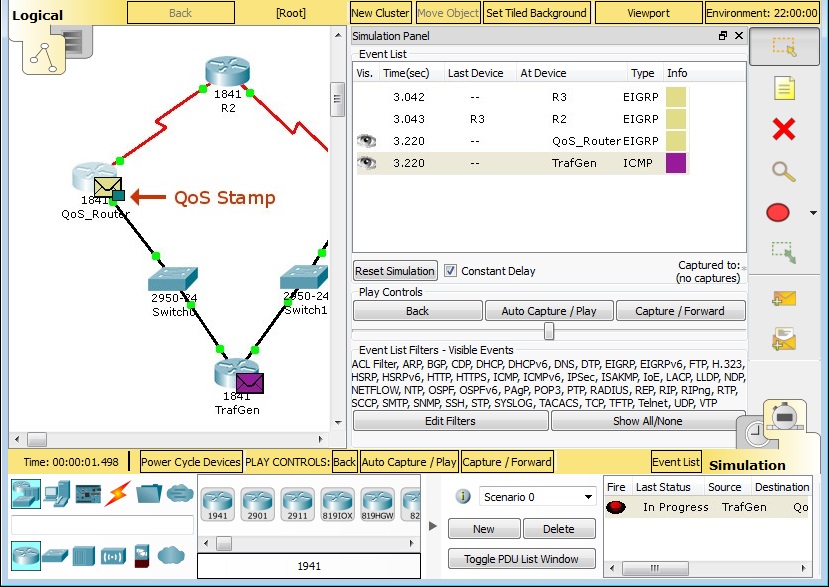 Logical
Back
[Root]
New Cluster
Move Object
Set Tiled Background
Viewport
Environment: 22:00:00
1841
R2
1841
QoS_Router
QoS Stamp
2950-24
Switch0
2950-24
Switch1
1841
TrafGen
Simulation Panel
Event List
Vis. Time(sec) Last Device At Device Type Info
3.042 -- R3 EIGRP
3.043 R3 R2 EIGRP
3.220 -- QoS_Router EIGRP
3.220 -- TrafGen ICMP
Reset Simulation
Constant Delay
Captured to: *
(no captures)
Play Controls
Back
Auto Capture / Play
Capture / Forward
Event List Filters - Visible Events
ACL Filter, ARP, BGP, CDP, DHCP, DHCPv6, DNS, DTP, EIGRP, EIGRPv6, FTP, H.323,
HSRP, HSRPv6, HTTP, HTTPS, ICMP, ICMPv6, IPSec, ISAKMP, IoE, LACP, LLDP, NDP,
NETFLOW, NTP, OSPF, OSPFv6, PAgP, POP3, PTP, RADIUS, REP, RIP, RIPng, RTP,
SCCP, SMTP, SNMP, SSH, STP, SYSLOG, TACACS, TCP, TFTP, Telnet, UDP, VTP
Edit Filters
Show All/None
Time: 00:00:01.498
Power Cycle Devices
PLAY CONTROLS:
Back
Auto Capture / Play
Capture / Forward
Event List
Simulation
1941
2901
2911
819IOX
819HGW
82
1941
Scenario 0
New
Delete
Toggle PDU List Window
Fire Last Status Source Destination
In Progress TrafGen Qo